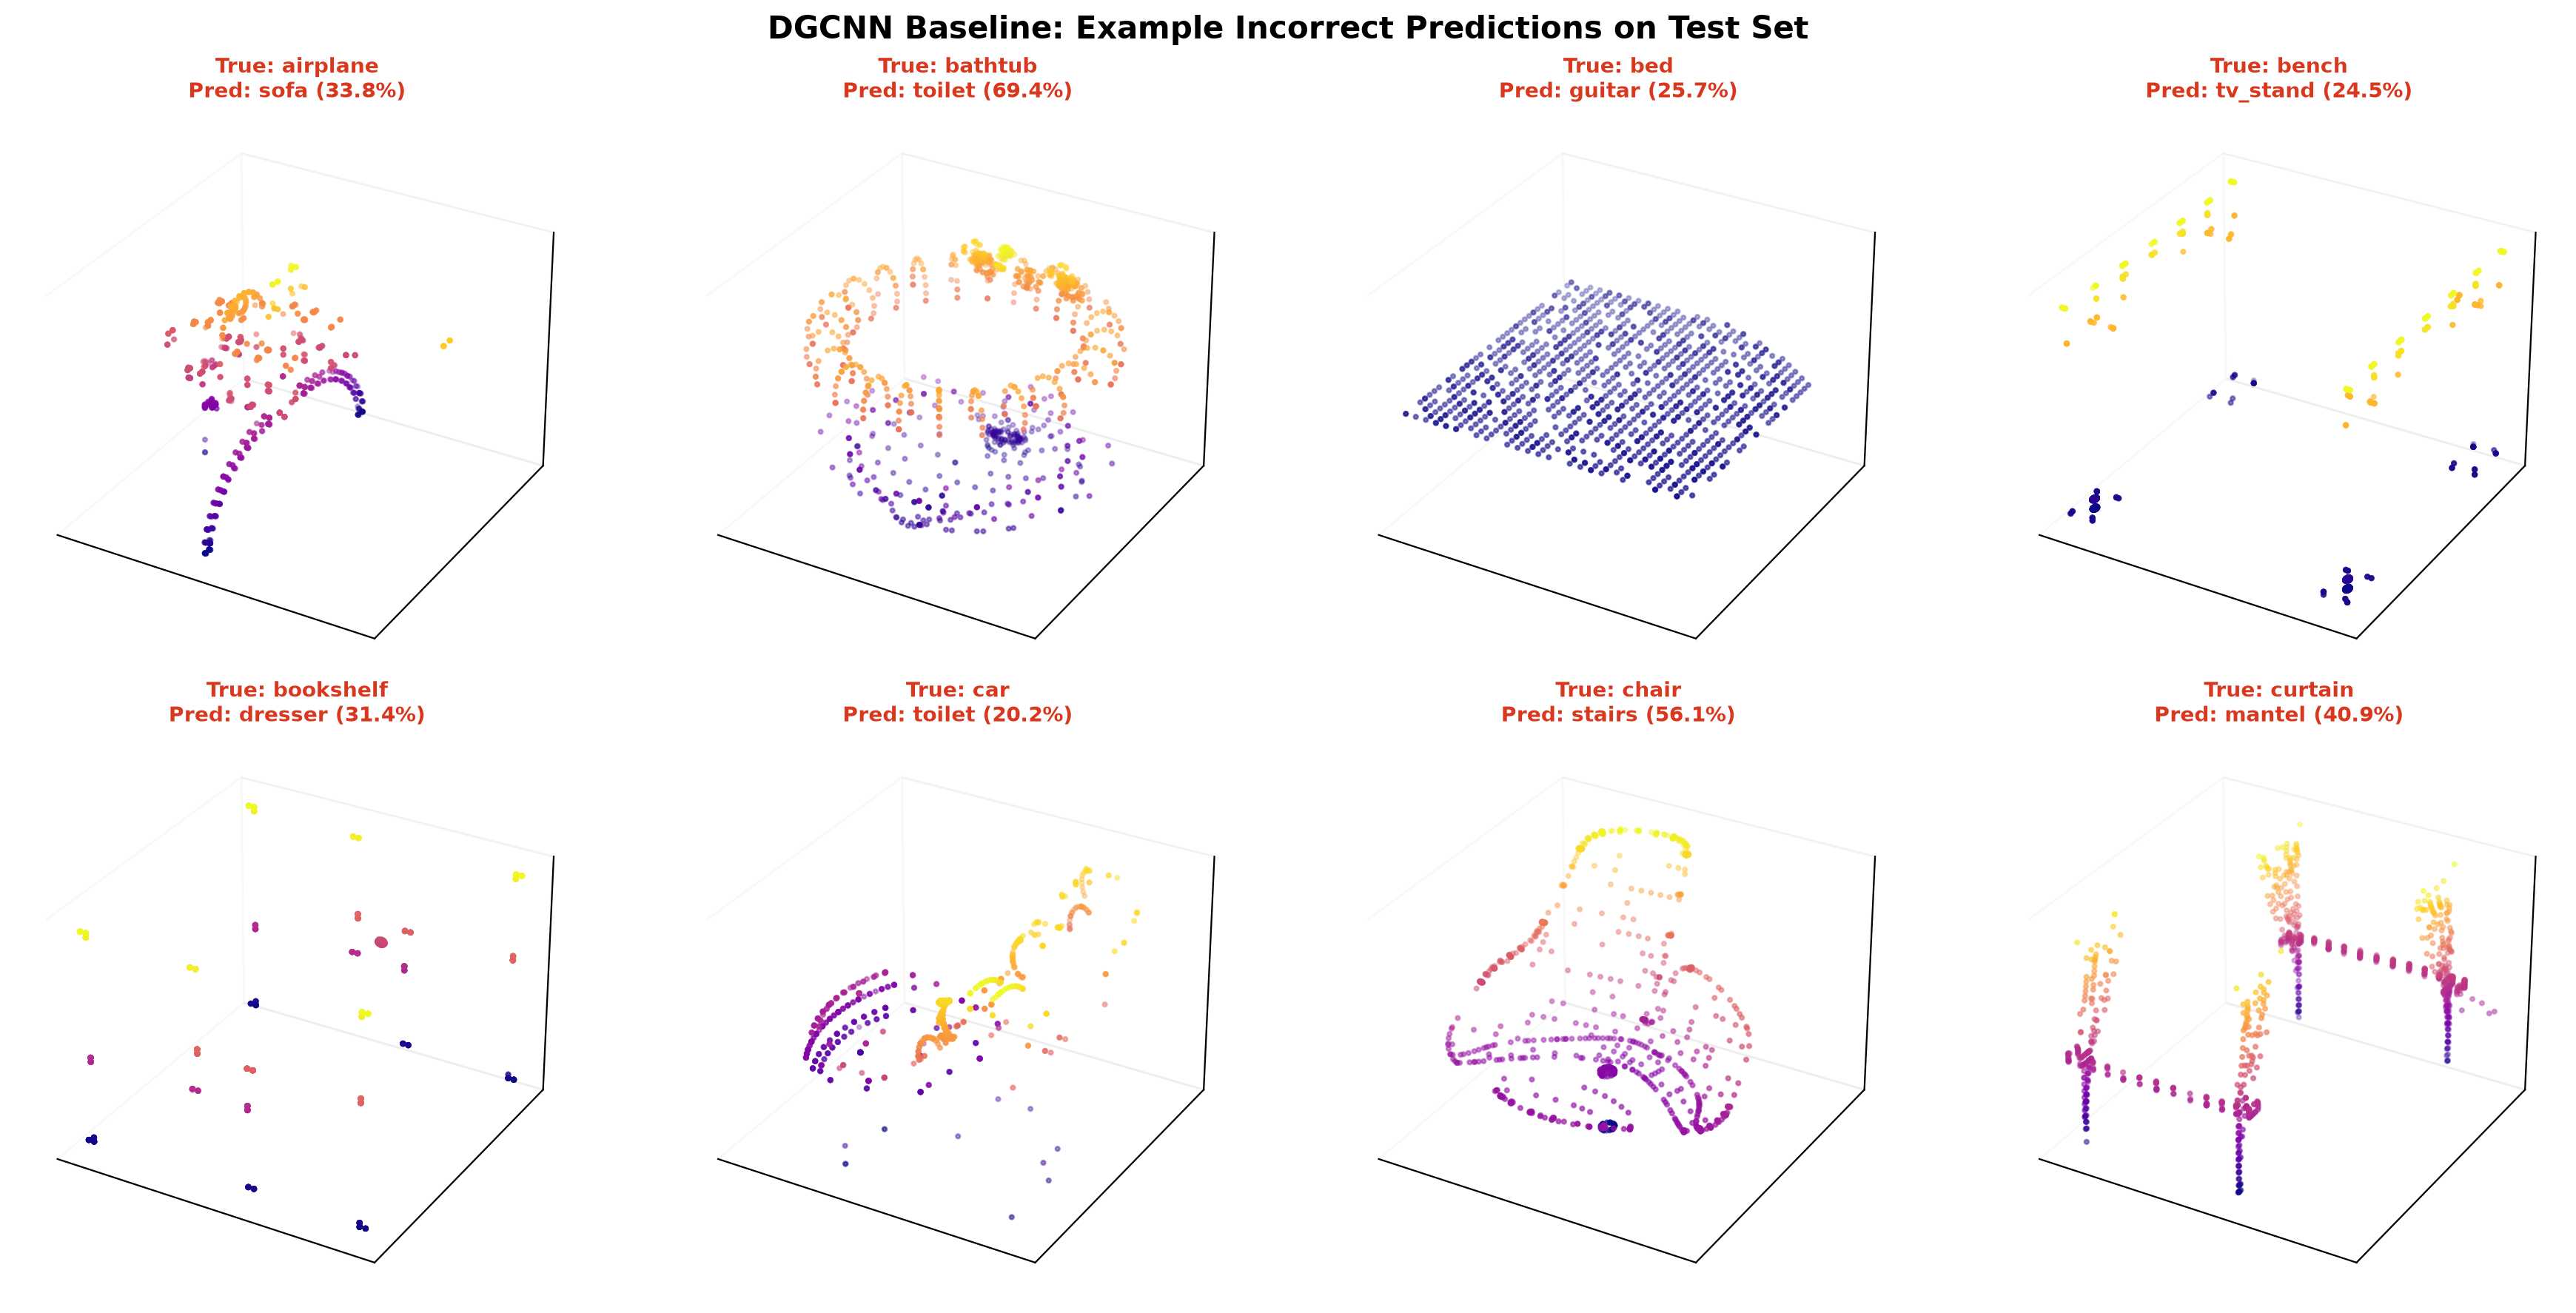 DGCNN Baseline: Example Incorrect Predictions on Test Set
True: airplane
Pred: sofa (33.8%)
True: bathtub
Pred: toilet (69.4%)
True: bed
Pred: guitar (25.7%)
True: bench
Pred: tv_stand (24.5%)
True: bookshelf
Pred: dresser (31.4%)
True: car
Pred: toilet (20.2%)
True: chair
Pred: stairs (56.1%)
True: curtain
Pred: mantel (40.9%)